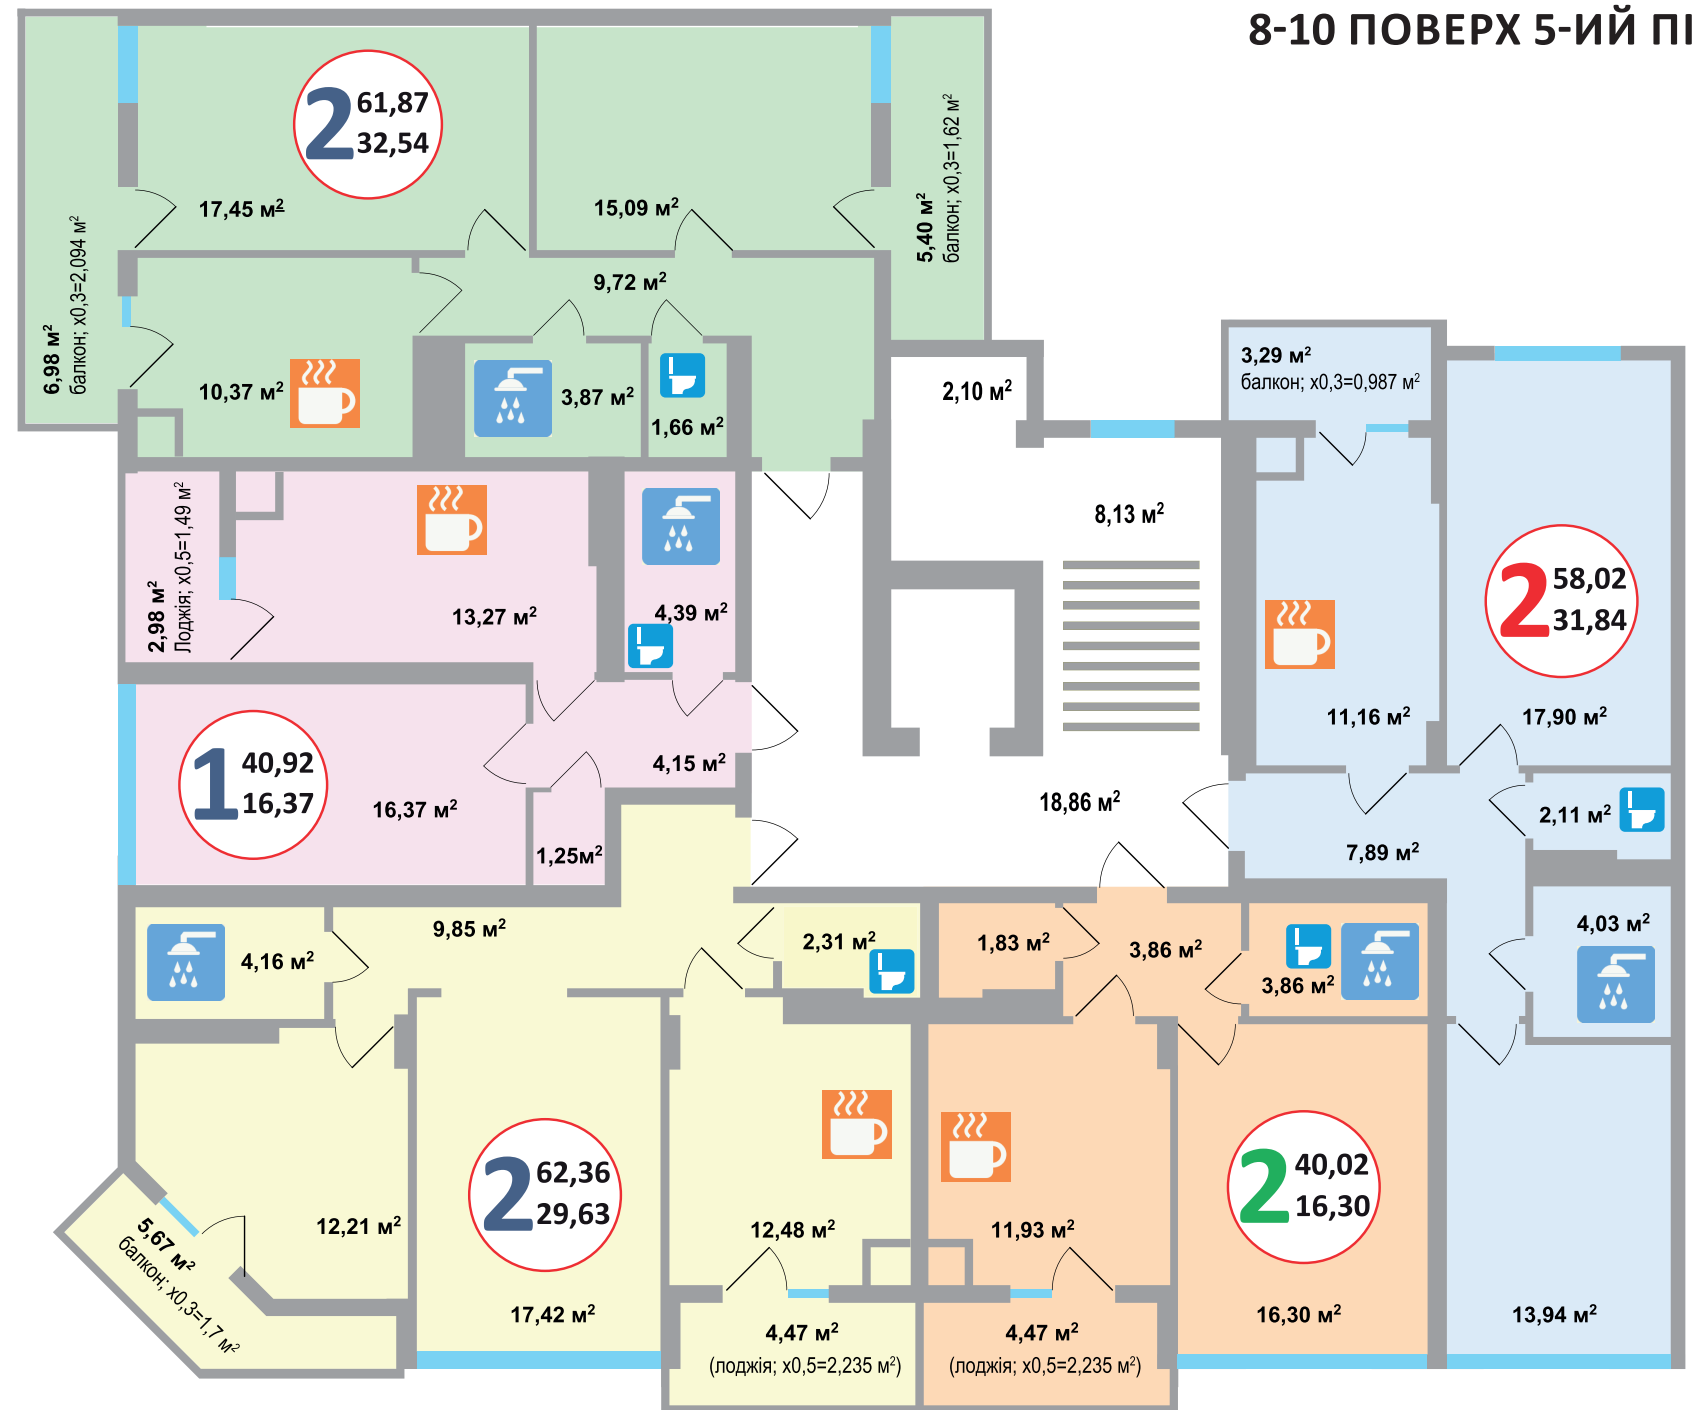 8-10 ПОВЕРХ 5-ИЙ ПІ
2 61,87
32,54
17,45 м²
15,09 м²
5,40 м²
балкон; х0,3=1,62 м²
6,98 м²
балкон; х0,3=2,094 м²
9,72 м²
10,37 м²
3,87 м²
1,66 м²
2,10 м²
3,29 м²
балкон; х0,3=0,987 м²
8,13 м²
2,98 м²
Лоджія; х0,5=1,49 м²
13,27 м²
4,39 м²
2 58,02
31,84
11,16 м²
17,90 м²
1 40,92
16,37
4,15 м²
16,37 м²
18,86 м²
2,11 м²
1,25м²
7,89 м²
9,85 м²
4,16 м²
2,31 м²
1,83 м²
3,86 м²
3,86 м²
4,03 м²
2 62,36
29,63
2 40,02
16,30
5,67 м²
балкон; х0,3=1,7 м²
12,21 м²
12,48 м²
11,93 м²
17,42 м²
16,30 м²
13,94 м²
4,47 м²
(лоджія; х0,5=2,235 м²)
4,47 м²
(лоджія; х0,5=2,235 м²)